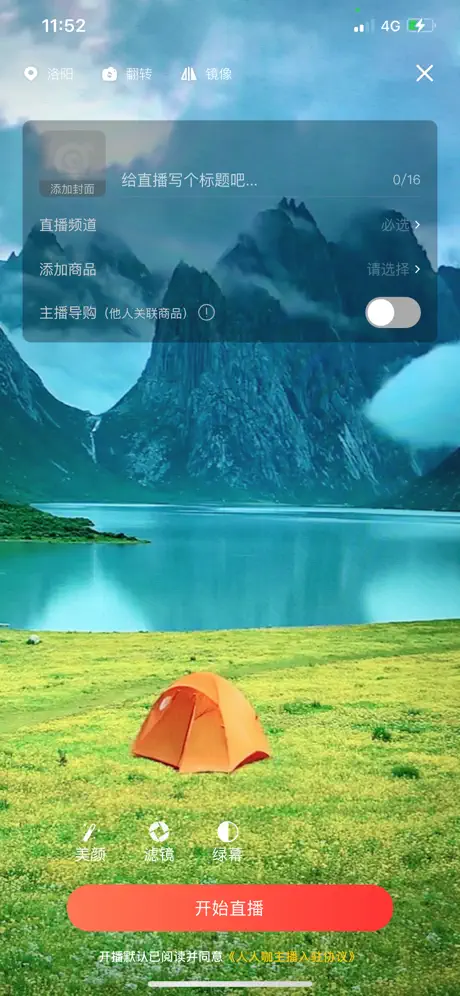 11:52 4G
洛阳 翻转 镜像
添加封面
给直播写个标题吧... 0/16
直播频道 必选
添加商品 请选择
主播导购（他人关联商品）
美颜 滤镜 绿幕
开始直播
开播默认已阅读并同意《人人咖主播入驻协议》